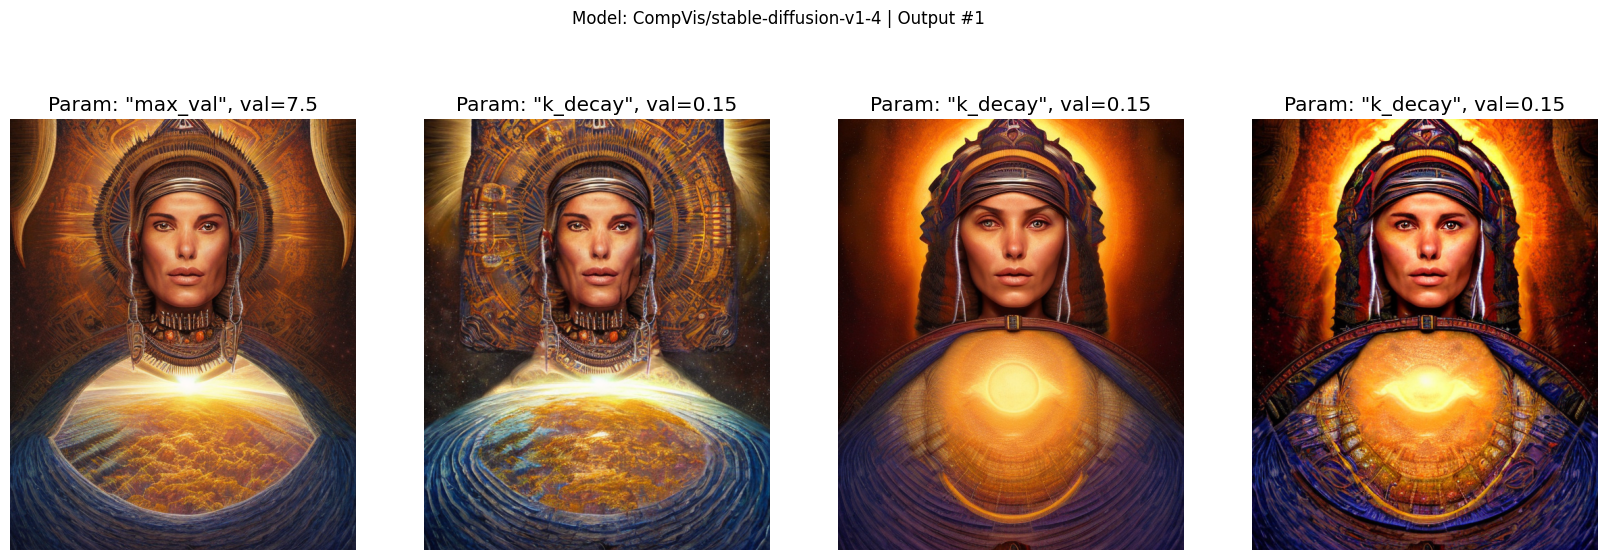 Model: CompVis/stable-diffusion-v1-4 | Output #1
Param: "max_val", val=7.5
Param: "k_decay", val=0.15
Param: "k_decay", val=0.15
Param: "k_decay", val=0.15